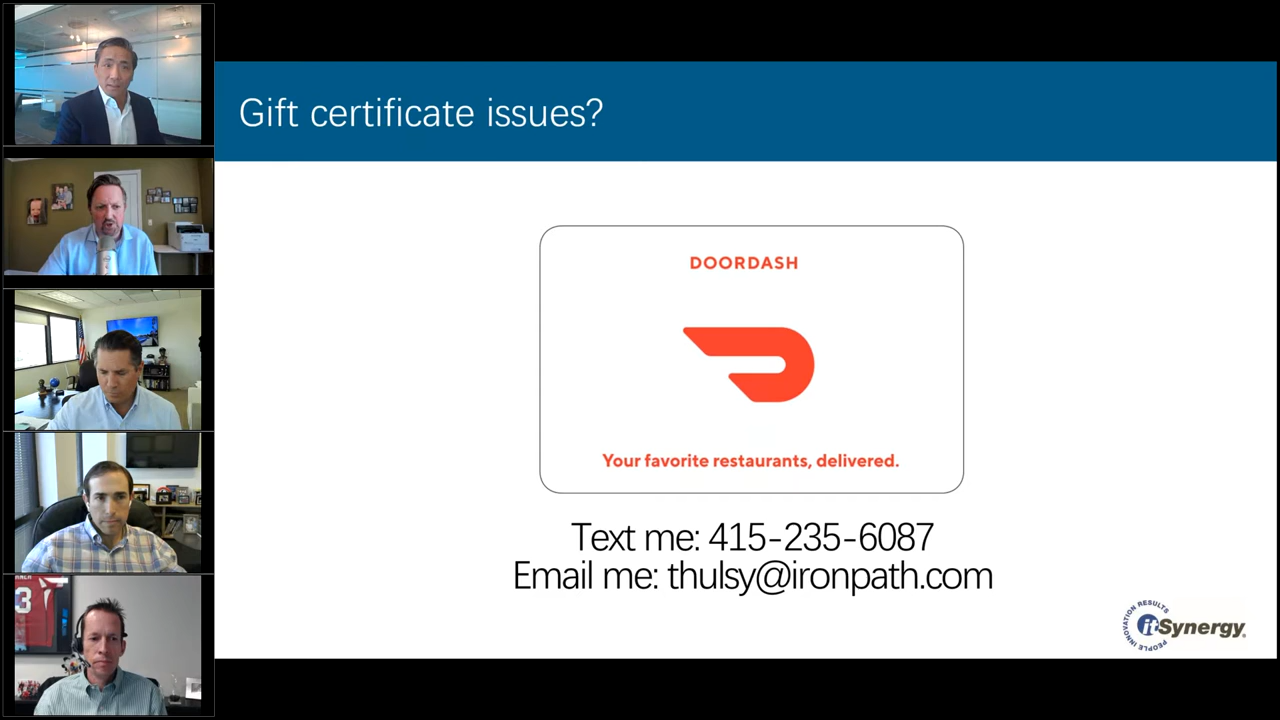 Gift certificate issues?
DOORDASH
Your favorite restaurants, delivered.
Text me: 415-235-6087
Email me: thulsy@ironpath.com
PEOPLE INNOVATION RESULTS
itSynergy